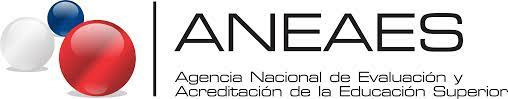 ANEAES
Agencia Nacional de Evaluación y
Acreditación de la Educación Superior